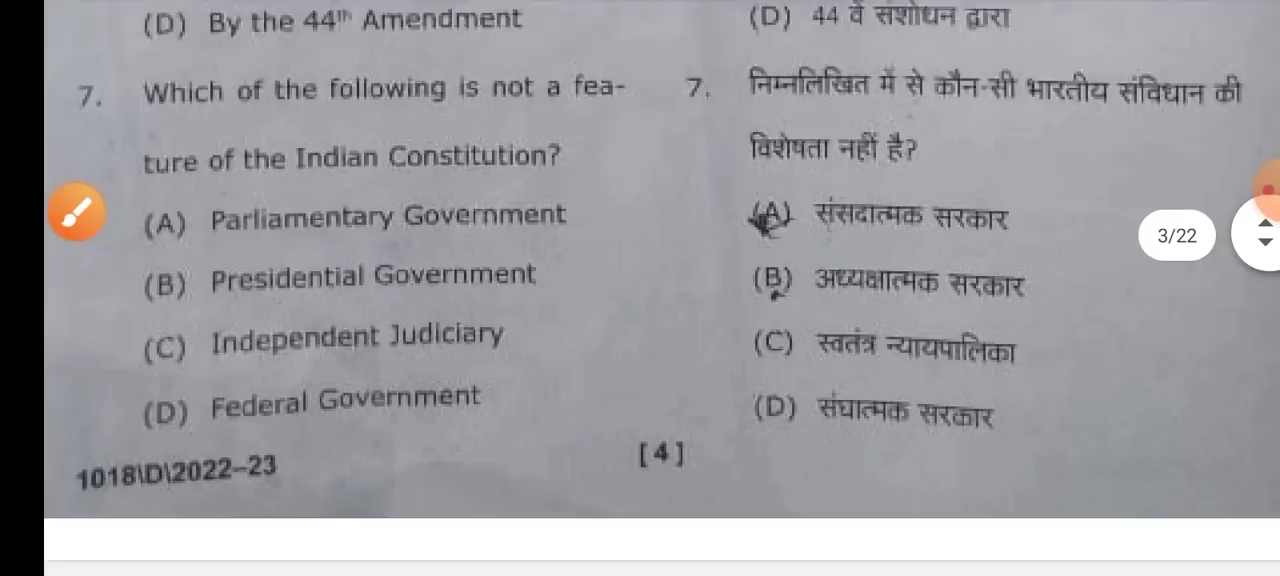 (D) By the 44th Amendment
7. Which of the following is not a fea-
ture of the Indian Constitution?
(A) Parliamentary Government
(B) Presidential Government
(C) Independent Judiciary
(D) Federal Government
1018\D\2022-23
[4]
(D) 44 वें संशोधन द्वारा
7. निम्नलिखित में से कौन-सी भारतीय संविधान की
विशेषता नहीं है?
(A) संसदात्मक सरकार
(B) अध्यक्षात्मक सरकार
(C) स्वतंत्र न्यायपालिका
(D) संघात्मक सरकार
3/22